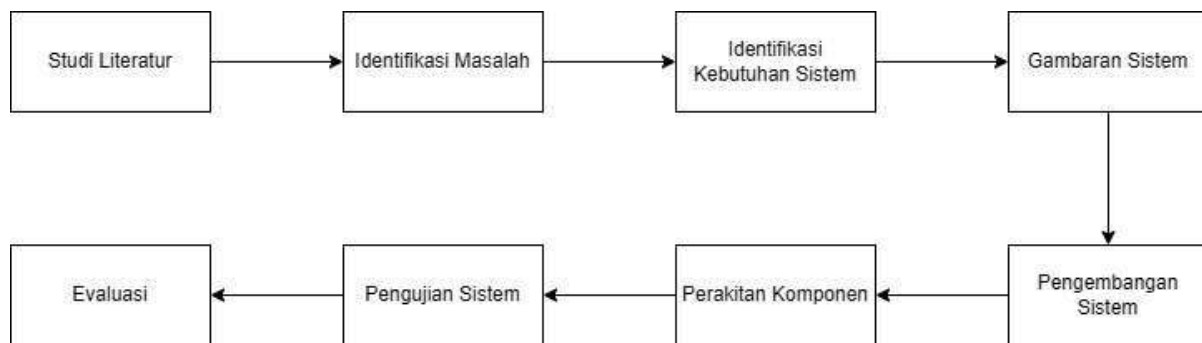 Studi Literatur
Identifikasi Masalah
Identifikasi
Kebutuhan Sistem
Gambaran Sistem
Pengembangan
Sistem
Perakitan Komponen
Pengujian Sistem
Evaluasi